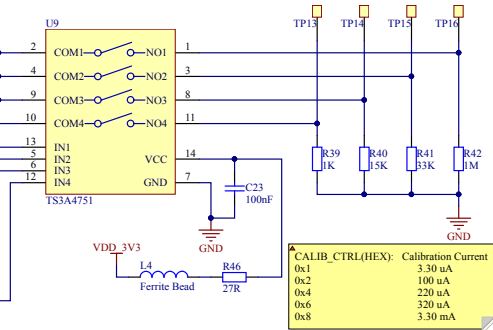 U9
TP13 TP14 TP15 TP16
2 COM1 NO1 1
4 COM2 NO2 3
9 COM3 NO3 8
10 COM4 NO4 11
13 IN1
5 IN2 VCC 14
6 IN3
12 IN4 GND 7
TS3A4751
R39 1K
R40 15K
R41 33K
R42 1M
C23
100nF
GND
GND
VDD_3V3
L4
Ferrite Bead
R46
27R
CALIB_CTRL(HEX): Calibration Current
0x1 3.30 uA
0x2 100 uA
0x4 220 uA
0x6 320 uA
0x8 3.30 mA